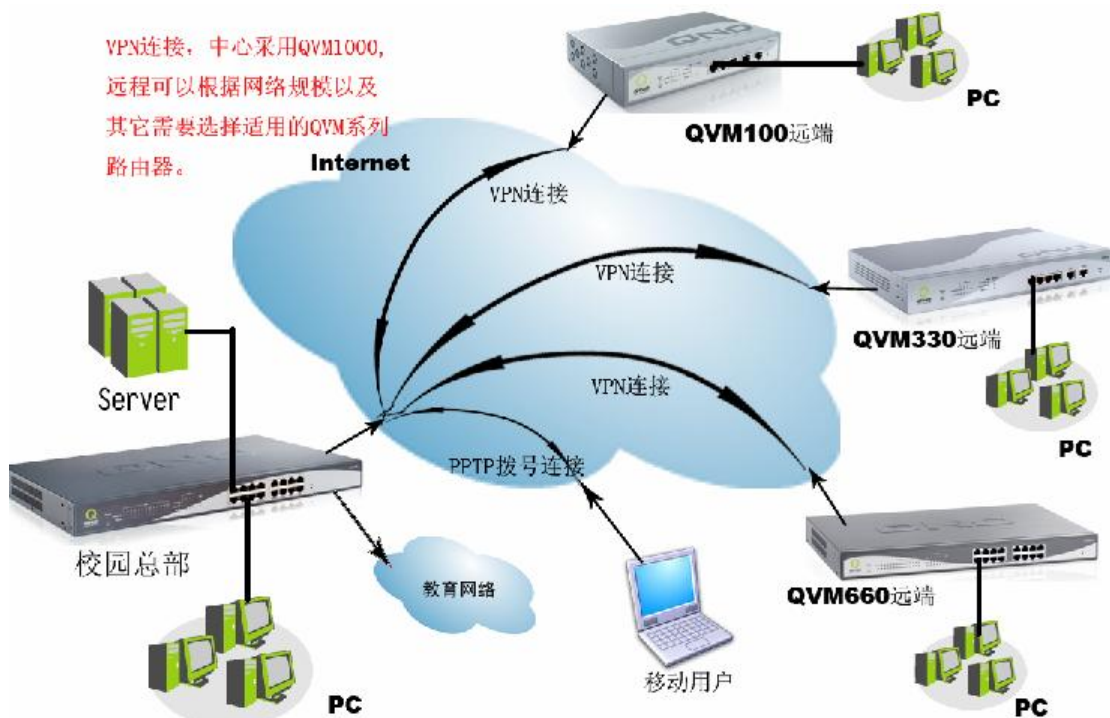 VPN连接，中心采用QVM1000,
远程可以根据网络规模以及
其它需要选择适用的QVM系列
路由器。
Internet
QNO
PC
QVM100远端
VPN连接
VPN连接
QVM330远端
PC
VPN连接
Server
PPTP拨号连接
校园总部
教育网络
QVM660远端
移动用户
PC
PC